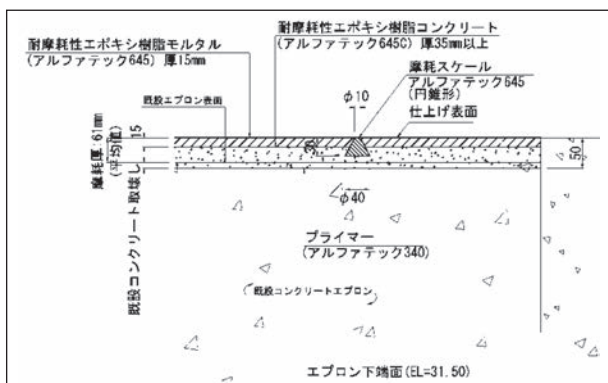 耐摩耗性エポキシ樹脂コンクリート
(アルファテック645C) 厚35mm以上
耐摩耗性エポキシ樹脂モルタル
(アルファテック645) 厚15mm
摩耗スケール
アルファテック645
(円錐形)
φ10
既設エプロン表面
仕上げ表面
摩耗厚:61mm
(平均値)
15
30
50
既設コンクリート取壊し
φ40
プライマー
(アルファテック340)
既設コンクリートエプロン
エプロン下端面(EL=31.50)